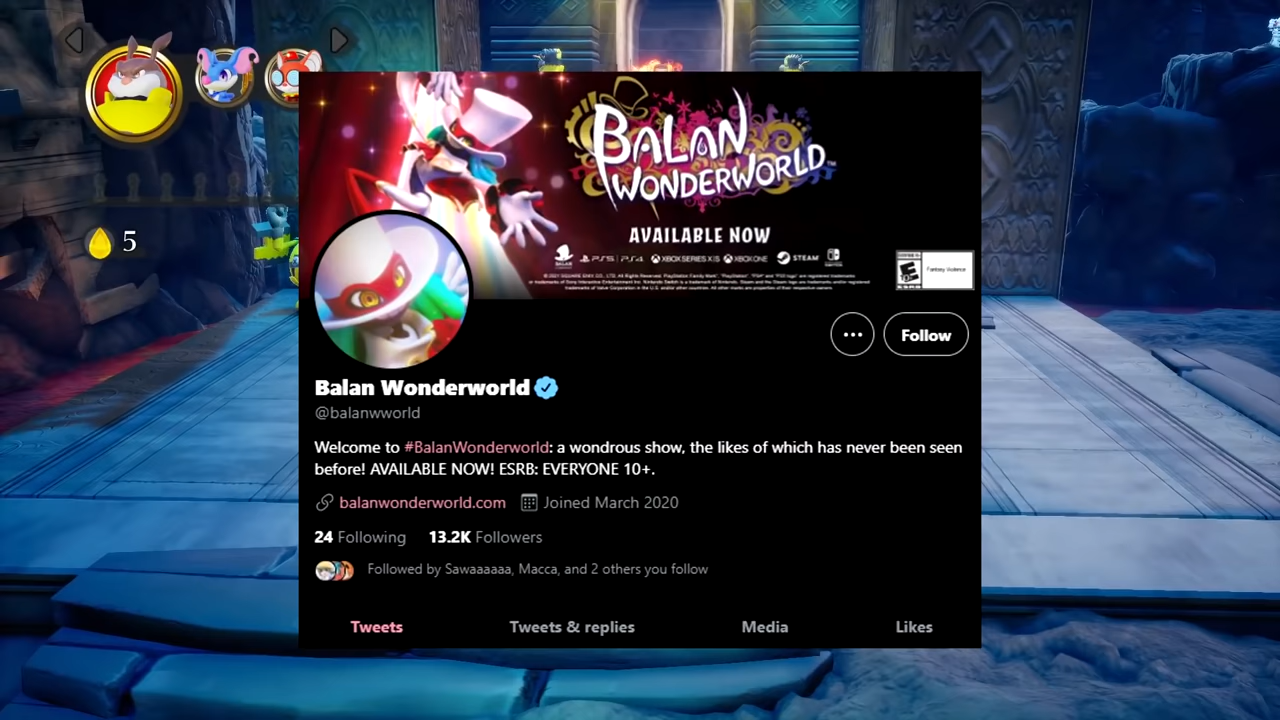 BALAN
WONDERWORLD™
AVAILABLE NOW
PS5 | PS4 XBOX SERIES X|S XBOX ONE STEAM
5
Fantasy Violence
ESRB
Follow
Balan Wonderworld
@balanwworld
Welcome to #BalanWonderworld: a wondrous show, the likes of which has never been seen
before! AVAILABLE NOW! ESRB: EVERYONE 10+.
balanwonderworld.com Joined March 2020
24 Following 13.2K Followers
Followed by Sawaaaaaa, Macca, and 2 others you follow
Tweets Tweets & replies Media Likes